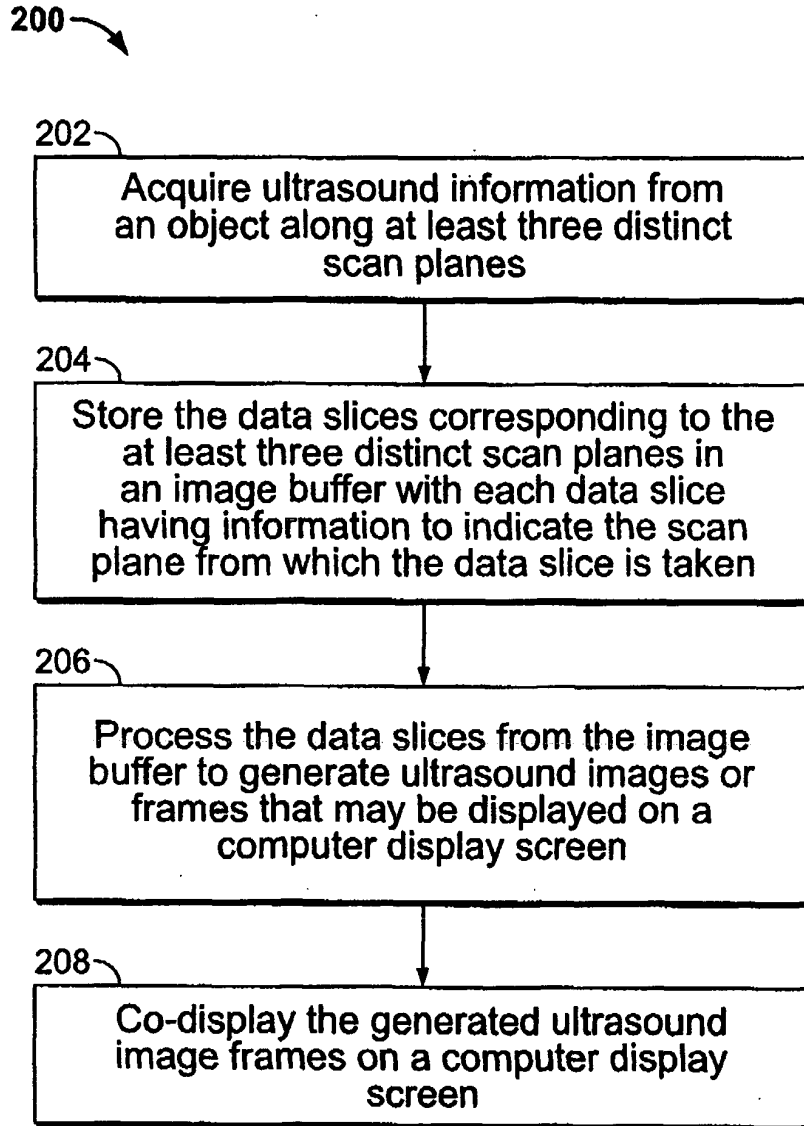 200
202
Acquire ultrasound information from
an object along at least three distinct
scan planes
204
Store the data slices corresponding to the
at least three distinct scan planes in
an image buffer with each data slice
having information to indicate the scan
plane from which the data slice is taken
206
Process the data slices from the image
buffer to generate ultrasound images or
frames that may be displayed on a
computer display screen
208
Co-display the generated ultrasound
image frames on a computer display
screen